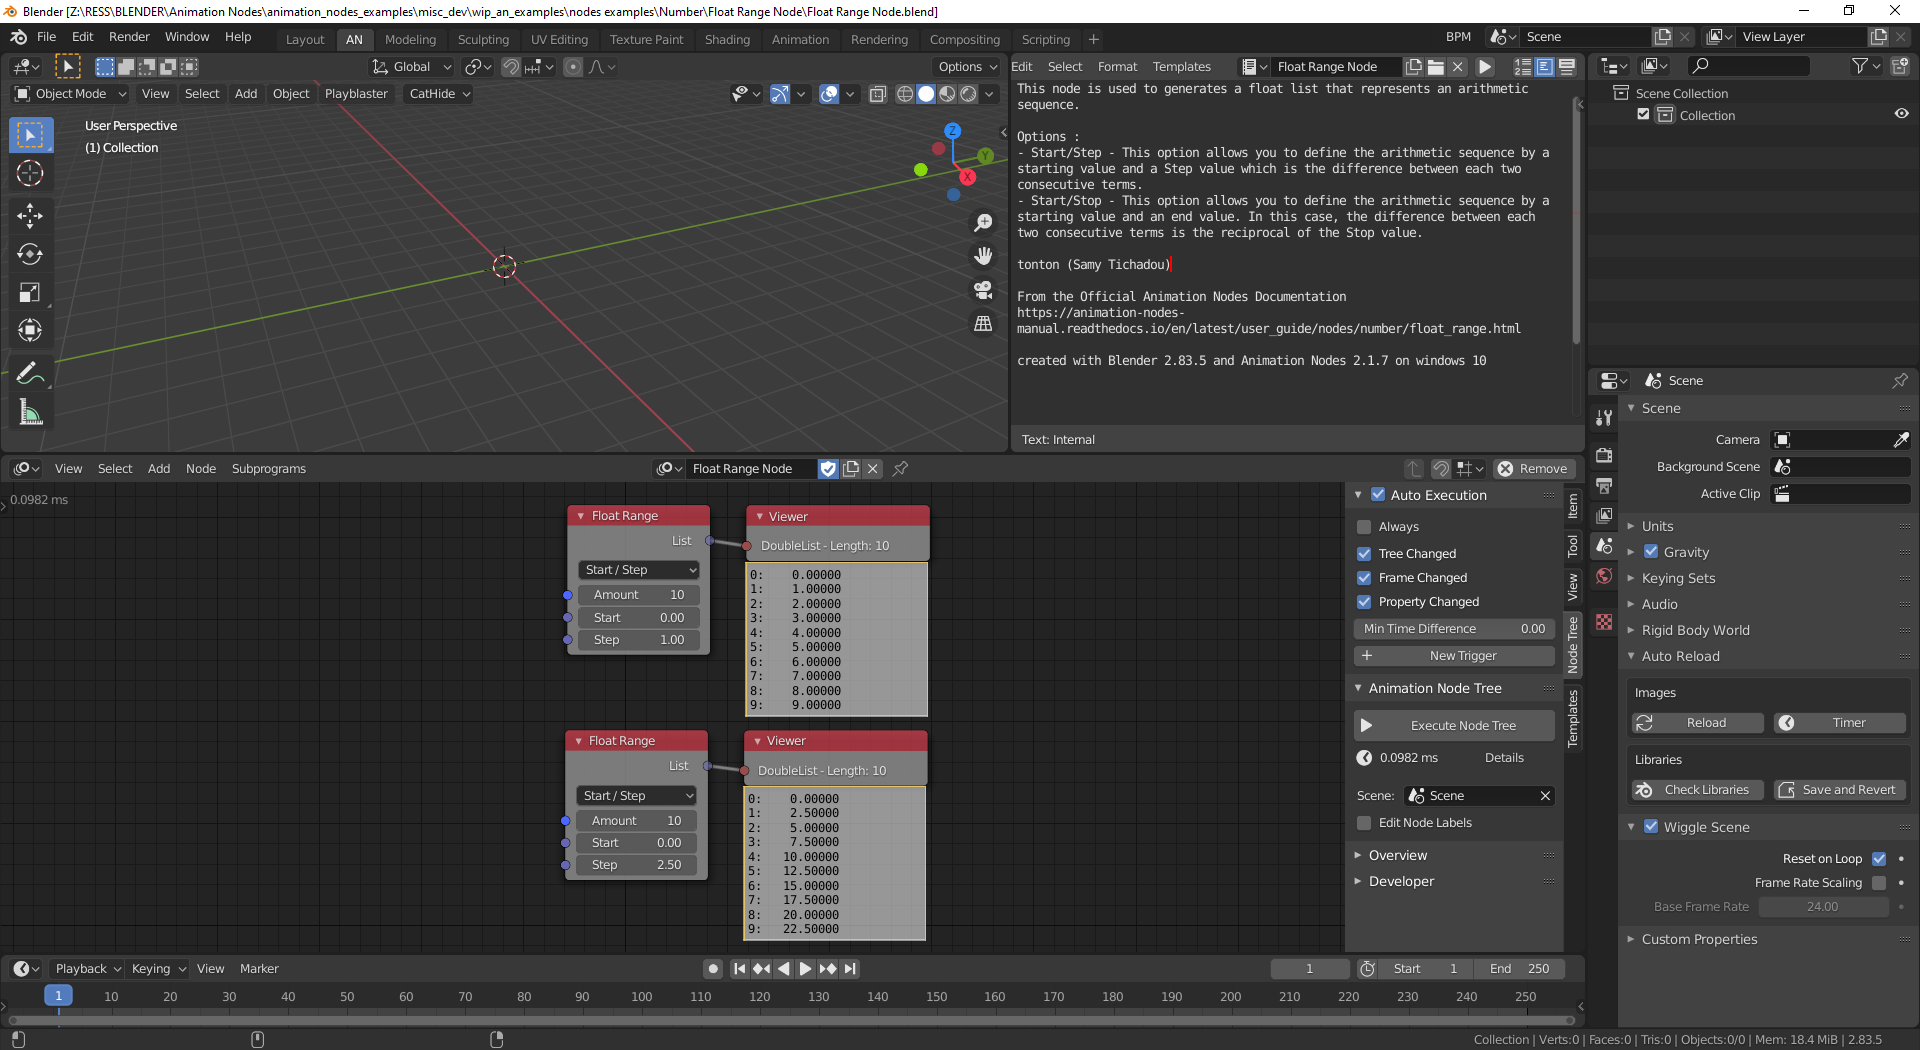 Blender [Z:\RESS\BLENDER\Animation Nodes\animation_nodes_examples\misc_dev\wip_an_examples\nodes examples\Number\Float Range Node\Float Range Node.blend]
File Edit Render Window Help Layout AN Modeling Sculpting UV Editing Texture Paint Shading Animation Rendering Compositing Scripting + BPM Scene View Layer
Global Options
Object Mode View Select Add Object Playblaster CatHide
User Perspective
(1) Collection
Z
Y
X
Edit Select Format Templates Float Range Node
This node is used to generates a float list that represents an arithmetic
sequence.
Options :
- Start/Step - This option allows you to define the arithmetic sequence by a
starting value and a Step value which is the difference between each two
consecutive terms.
- Start/Stop - This option allows you to define the arithmetic sequence by a
starting value and an end value. In this case, the difference between each
two consecutive terms is the reciprocal of the Stop value.
tonton (Samy Tichadou)
From the Official Animation Nodes Documentation
https://animation-nodes-
manual.readthedocs.io/en/latest/user_guide/nodes/number/float_range.html
created with Blender 2.83.5 and Animation Nodes 2.1.7 on windows 10
Text: Internal
Scene Collection
Collection
View Select Add Node Subprograms Float Range Node Remove
0.0982 ms
Float Range
List
Start / Step
Amount 10
Start 0.00
Step 1.00
Viewer
DoubleList - Length: 10
0: 0.00000
1: 1.00000
2: 2.00000
3: 3.00000
4: 4.00000
5: 5.00000
6: 6.00000
7: 7.00000
8: 8.00000
9: 9.00000
Float Range
List
Start / Step
Amount 10
Start 0.00
Step 2.50
Viewer
DoubleList - Length: 10
0: 0.00000
1: 2.50000
2: 5.00000
3: 7.50000
4: 10.00000
5: 12.50000
6: 15.00000
7: 17.50000
8: 20.00000
9: 22.50000
Auto Execution
Always
Tree Changed
Frame Changed
Property Changed
Min Time Difference 0.00
+ New Trigger
Animation Node Tree
Execute Node Tree
0.0982 ms Details
Scene: Scene
Edit Node Labels
Overview
Developer
Item
Tool
View
Node Tree
Templates
Scene
Scene
Camera
Background Scene
Active Clip
Units
Gravity
Keying Sets
Audio
Rigid Body World
Auto Reload
Images
Reload Timer
Libraries
Check Libraries Save and Revert
Wiggle Scene
Reset on Loop
Frame Rate Scaling
Base Frame Rate 24.00
Custom Properties
Playback Keying View Marker 1 Start 1 End 250
1 10 20 30 40 50 60 70 80 90 100 110 120 130 140 150 160 170 180 190 200 210 220 230 240 250
Collection | Verts:0 | Faces:0 | Tris:0 | Objects:0/0 | Mem: 18.4 MiB | 2.83.5